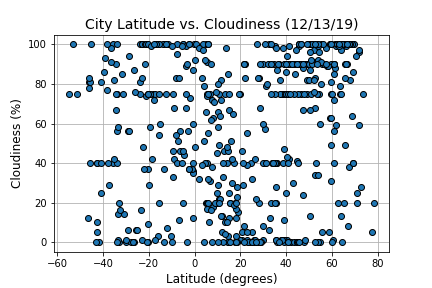 City Latitude vs. Cloudiness (12/13/19)
100
80
60
40
20
0
Cloudiness (%)
−60 −40 −20 0 20 40 60 80
Latitude (degrees)